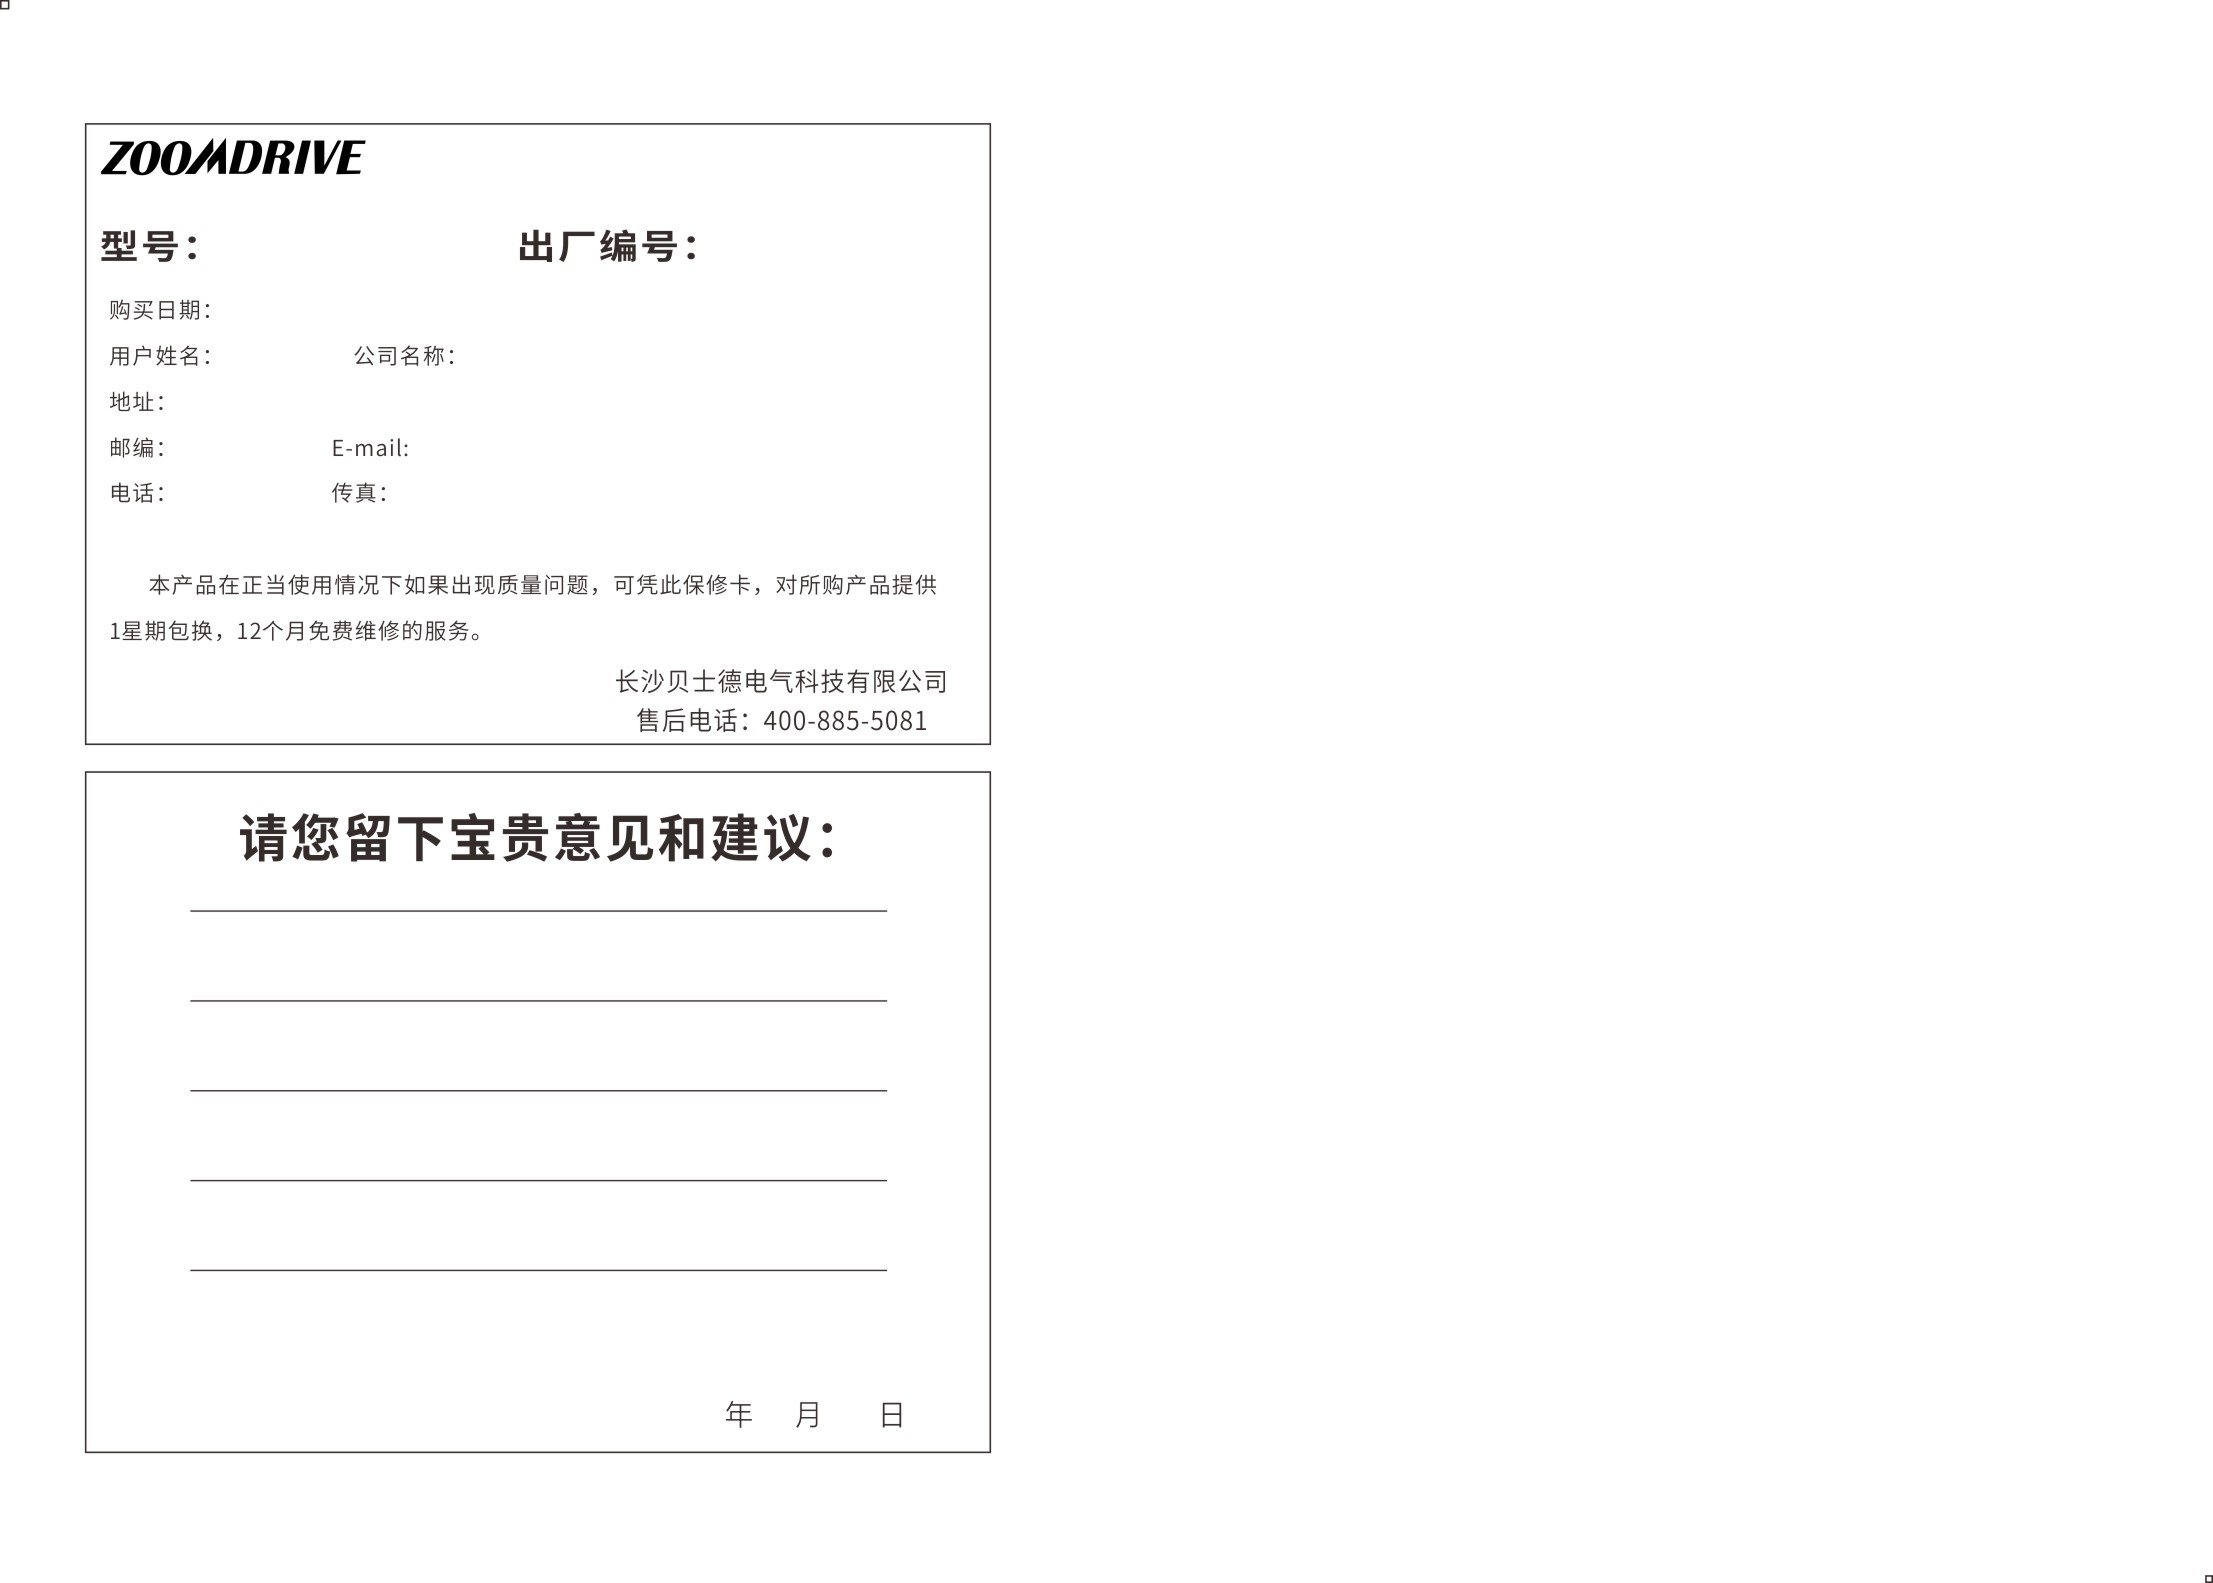 ZOOMDRIVE
型号： 出厂编号：
购买日期：
用户姓名： 公司名称：
地址：
邮编： E-mail:
电话： 传真：
本产品在正当使用情况下如果出现质量问题，可凭此保修卡，对所购产品提供
1星期包换，12个月免费维修的服务。
长沙贝士德电气科技有限公司
售后电话：400-885-5081
请您留下宝贵意见和建议：
年 月 日